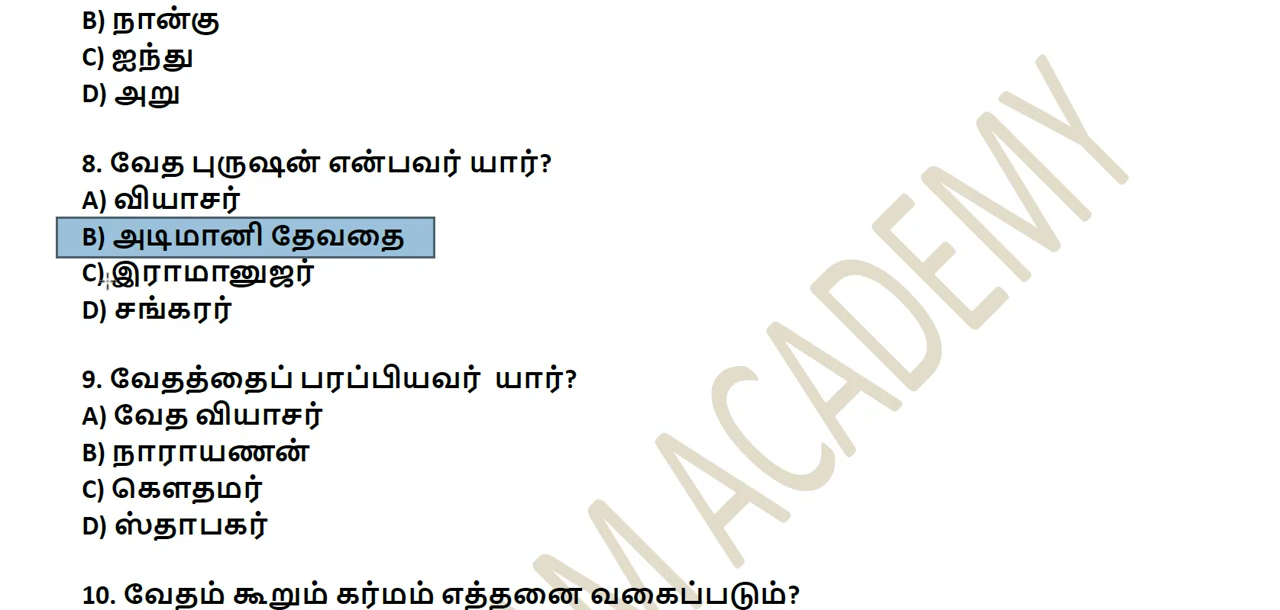 B) நான்கு
C) ஐந்து
D) அறு
8. வேத புருஷன் என்பவர் யார்?
A) வியாசர்
B) அடிமானி தேவதை
C) இராமானுஜர்
D) சங்கரர்
9. வேதத்தைப் பரப்பியவர் யார்?
A) வேத வியாசர்
B) நாராயணன்
C) கௌதமர்
D) ஸ்தாபகர்
10. வேதம் கூறும் கர்மம் எத்தனை வகைப்படும்?
ACADEMY